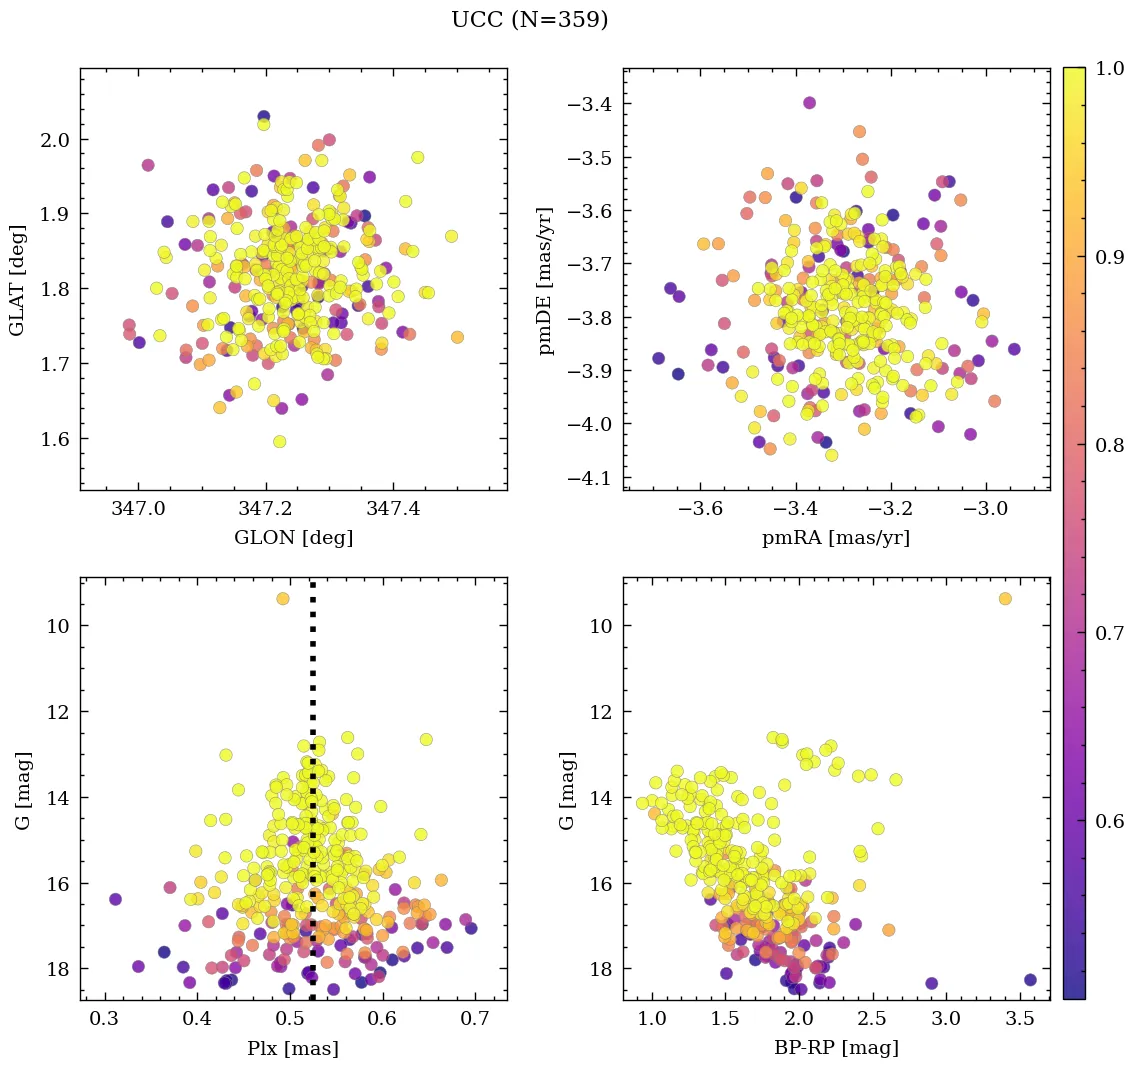 UCC (N=359)
2.0
1.9
1.8
1.7
1.6
GLAT [deg]
347.0 347.2 347.4
GLON [deg]
−3.4
−3.5
−3.6
−3.7
−3.8
−3.9
−4.0
−4.1
pmDE [mas/yr]
−3.6 −3.4 −3.2 −3.0
pmRA [mas/yr]
10
12
14
16
18
G [mag]
0.3 0.4 0.5 0.6 0.7
Plx [mas]
10
12
14
16
18
G [mag]
1.0 1.5 2.0 2.5 3.0 3.5
BP-RP [mag]
1.0
0.9
0.8
0.7
0.6